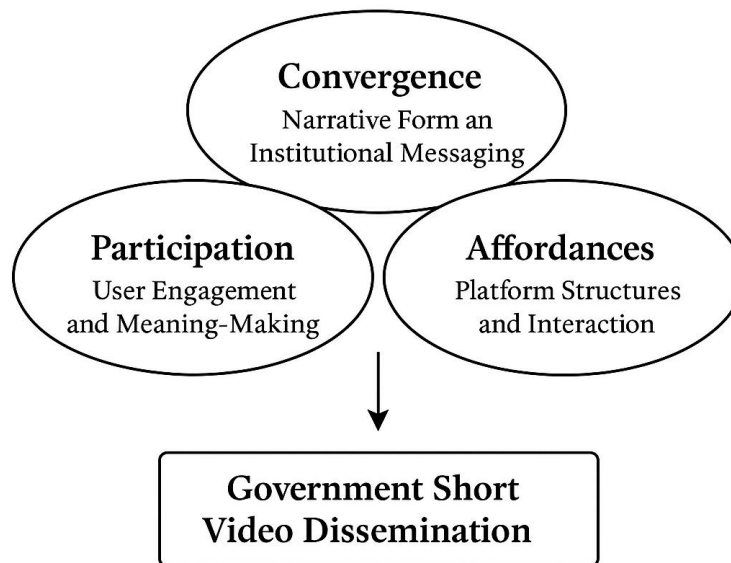 Convergence
Narrative Form an
Institutional Messaging
Participation
User Engagement
and Meaning-Making
Affordances
Platform Structures
and Interaction
Government Short
Video Dissemination